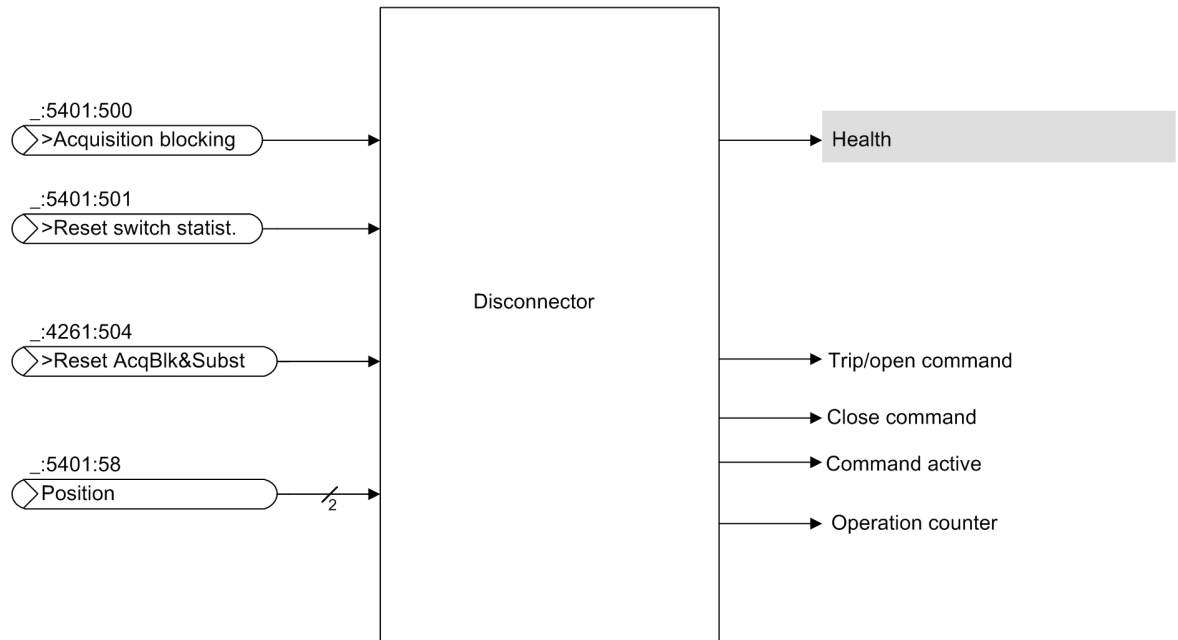 _:5401:500
>Acquisition blocking
_:5401:501
>Reset switch statist.
_:4261:504
>Reset AcqBlk&Subst
_:5401:58
Position
2
Disconnector
Health
Trip/open command
Close command
Command active
Operation counter